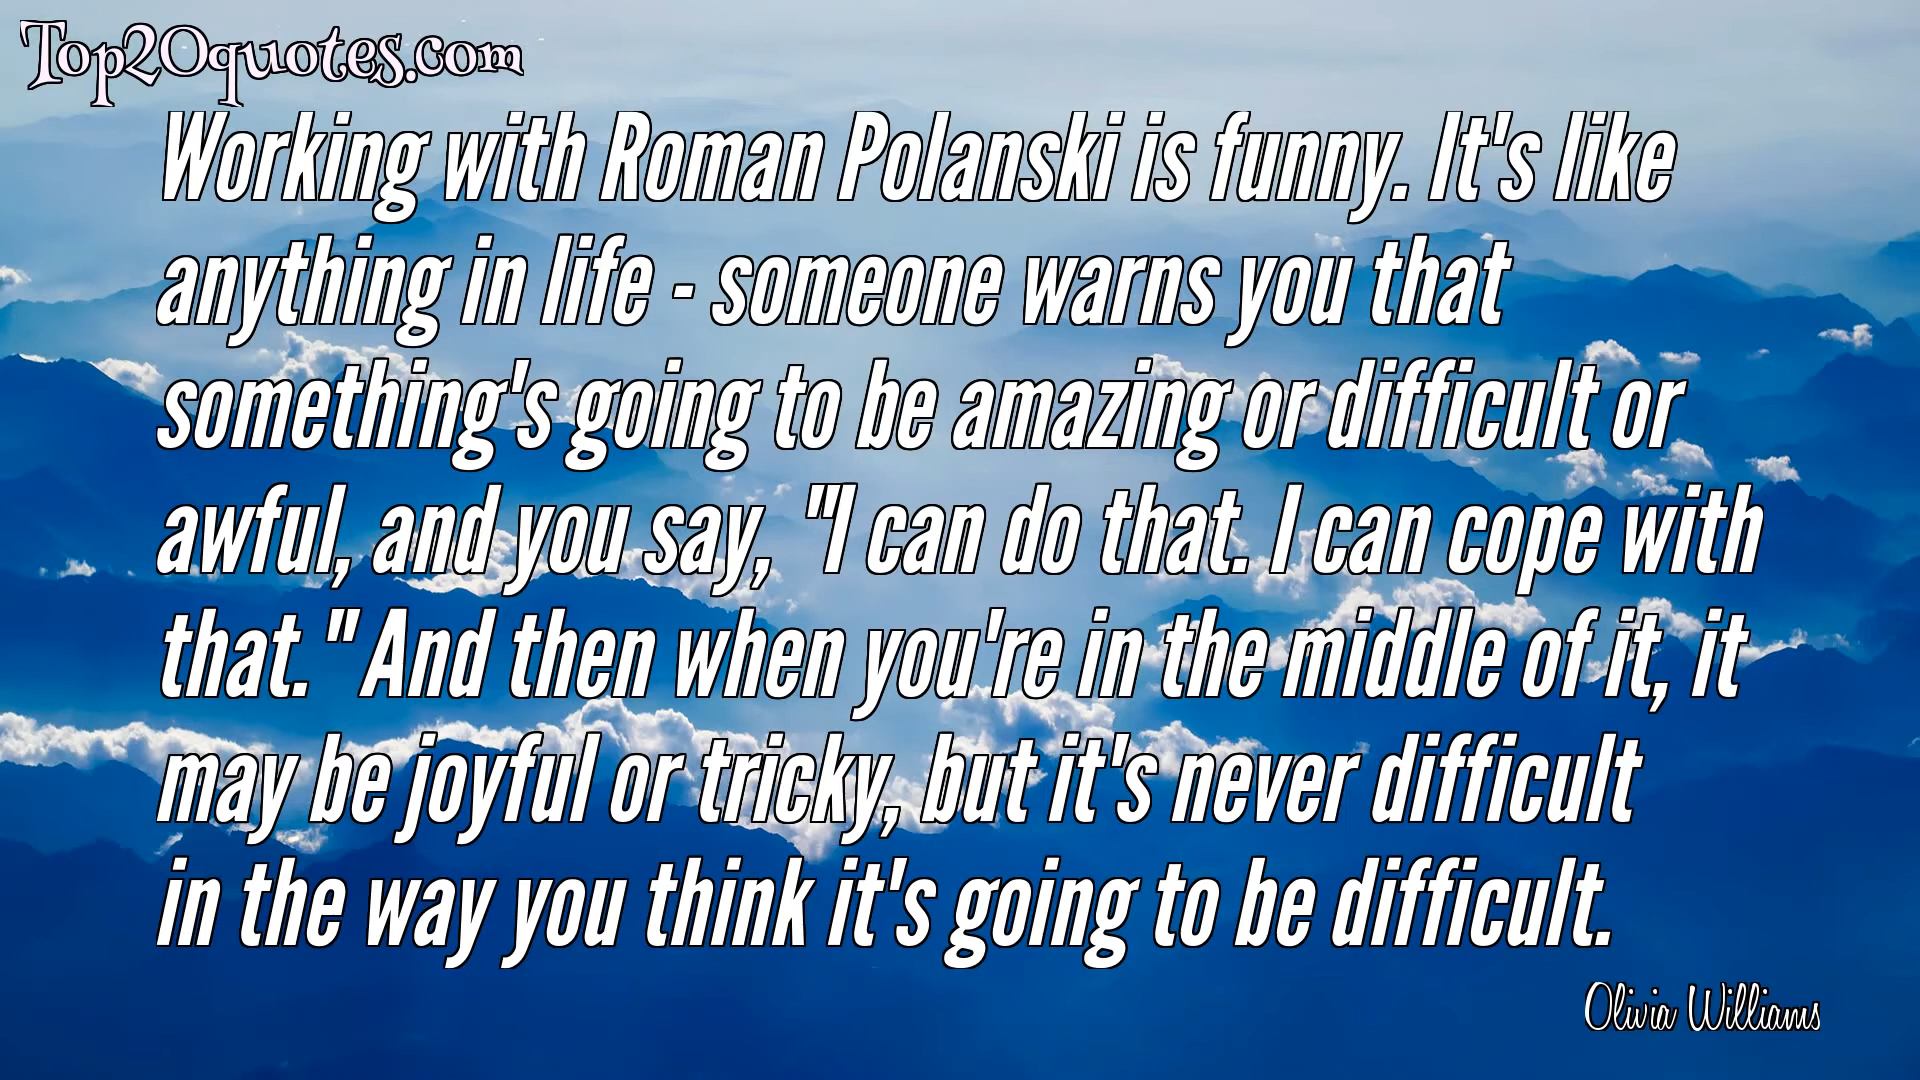 Top20quotes.com
Working with Roman Polanski is funny. It's like
anything in life - someone warns you that
something's going to be amazing or difficult or
awful, and you say, "I can do that. I can cope with
that." And then when you're in the middle of it, it
may be joyful or tricky, but it's never difficult
in the way you think it's going to be difficult.
Olivia Williams